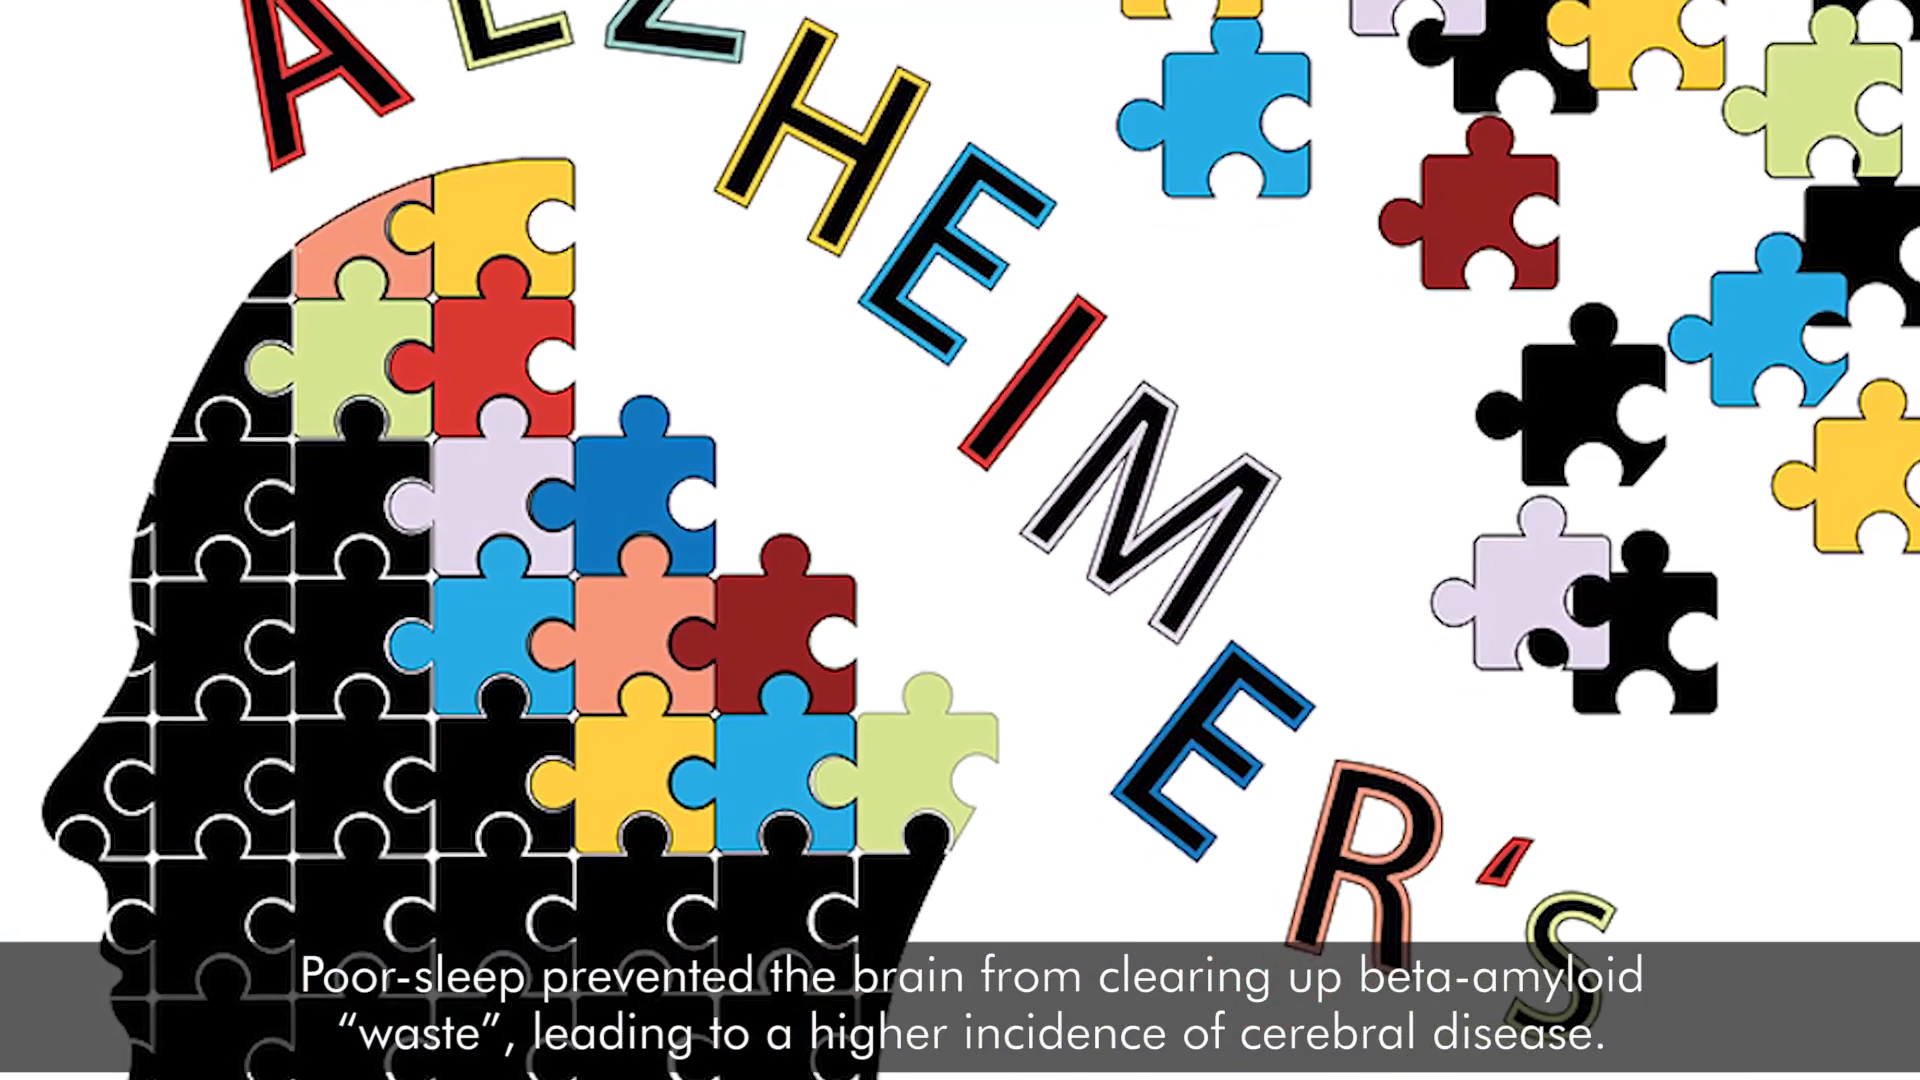 ALZHEIMER'S
Poor-sleep prevented the brain from clearing up beta-amyloid
“waste”, leading to a higher incidence of cerebral disease.